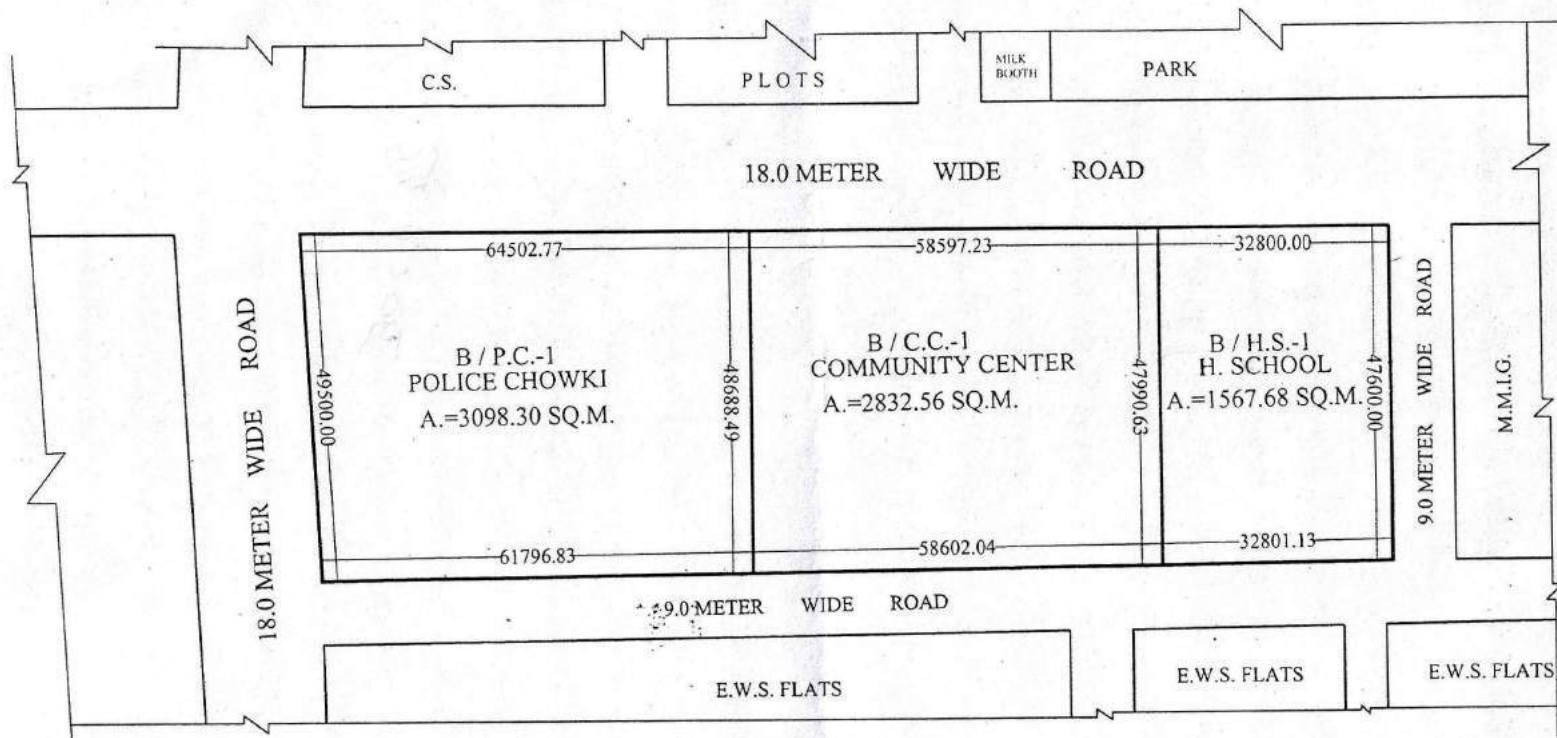 C.S.
PLOTS
MILK
BOOTH
PARK
18.0 METER WIDE ROAD
64502.77
58597.23
32800.00
18.0 METER WIDE ROAD
49500.00
B / P.C.-1
POLICE CHOWKI
A.=3098.30 SQ.M.
48688.49
B / C.C.-1
COMMUNITY CENTER
A.=2832.56 SQ.M.
47990.63
B / H.S.-1
H. SCHOOL
A.=1567.68 SQ.M.
47600.00
9.0 METER WIDE ROAD
M.M.I.G.
61796.83
58602.04
32801.13
9.0 METER WIDE ROAD
E.W.S. FLATS
E.W.S. FLATS
E.W.S. FLATS